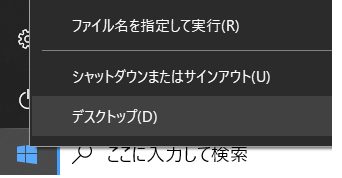 ファイル名を指定して実行(R)
シャットダウンまたはサインアウト(U)
デスクトップ(D)
ここに入力して検索